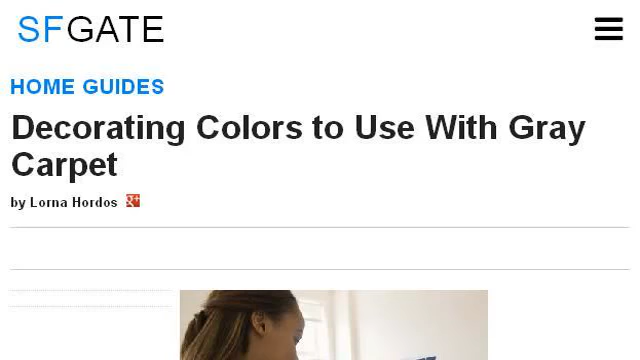 SFGATE
HOME GUIDES
Decorating Colors to Use With Gray
Carpet
by Lorna Hordos g+